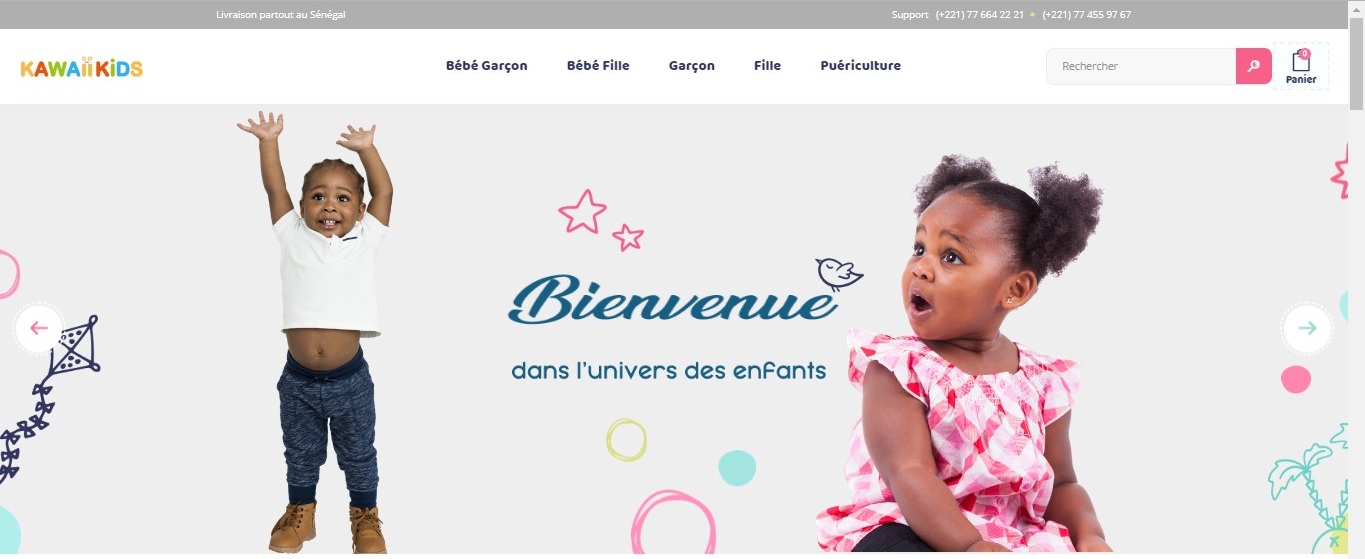 Livraison partout au Sénégal
Support (+221) 77 664 22 21 • (+221) 77 455 97 67
KAWAii KiDS
Bébé Garçon
Bébé Fille
Garçon
Fille
Puériculture
Rechercher
0
Panier
Bienvenue
dans l'univers des enfants